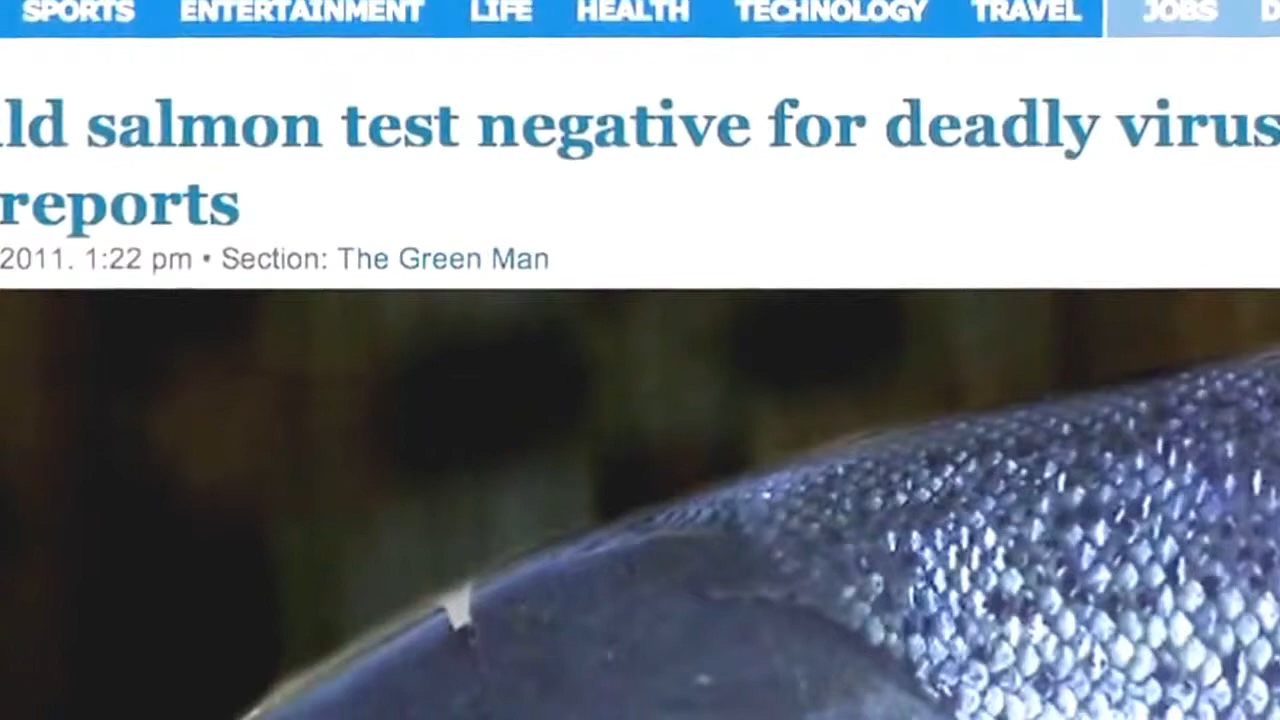 SPORTS ENTERTAINMENT LIFE HEALTH TECHNOLOGY TRAVEL JOBS
salmon test negative for deadly virus
reports
2011. 1:22 pm • Section: The Green Man